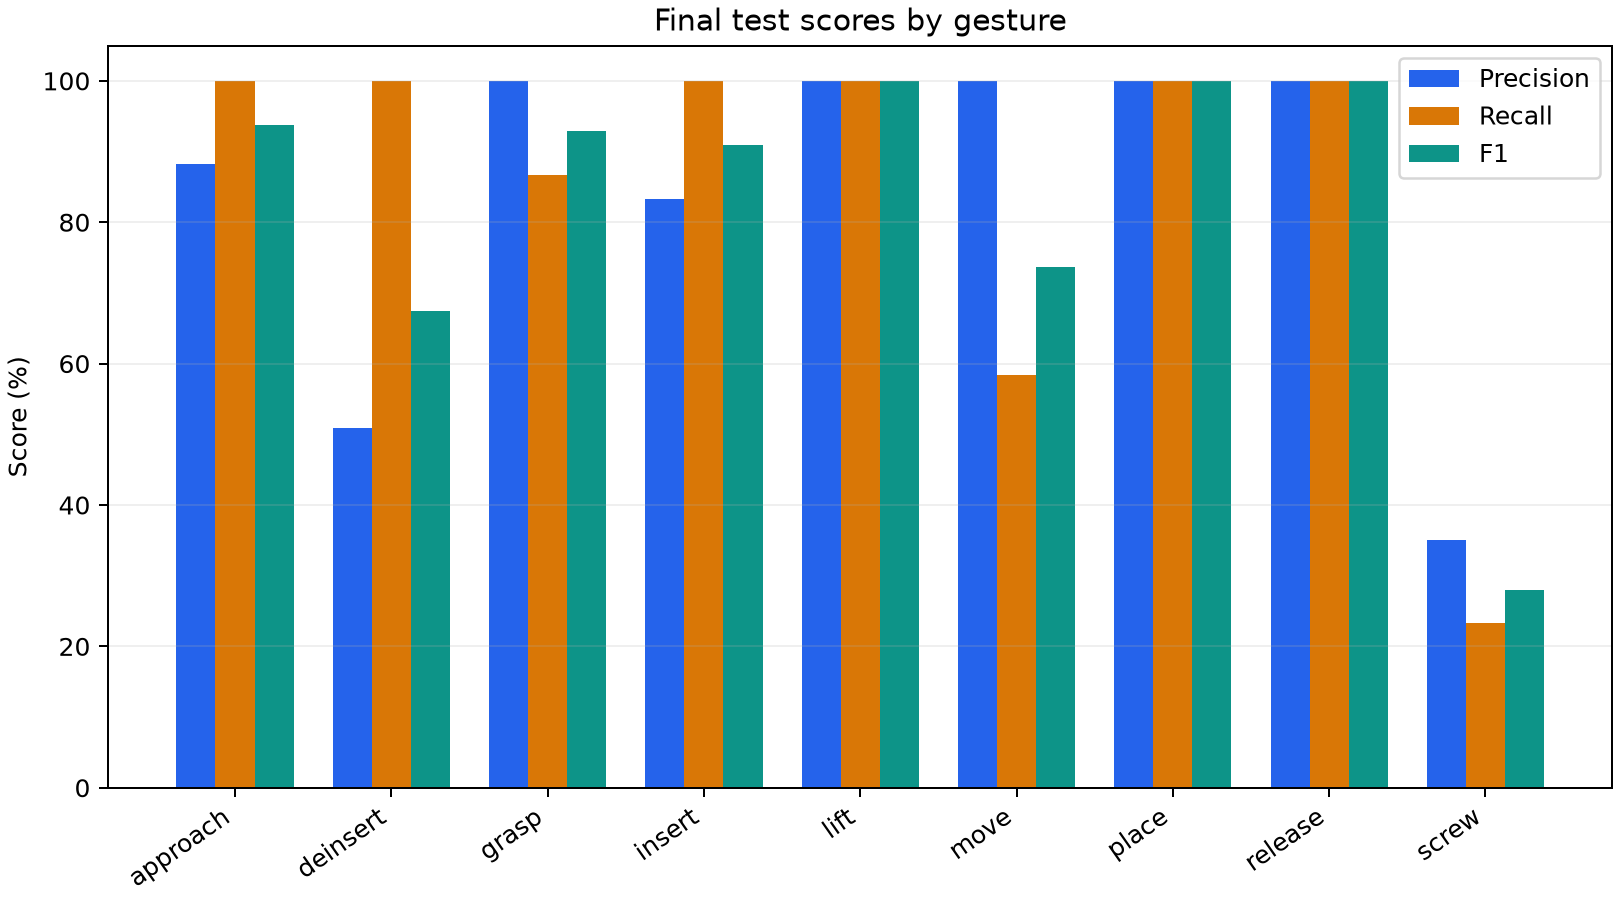 Final test scores by gesture
Precision
Recall
F1
Score (%)
100
80
60
40
20
0
approach
deinsert
grasp
insert
lift
move
place
release
screw